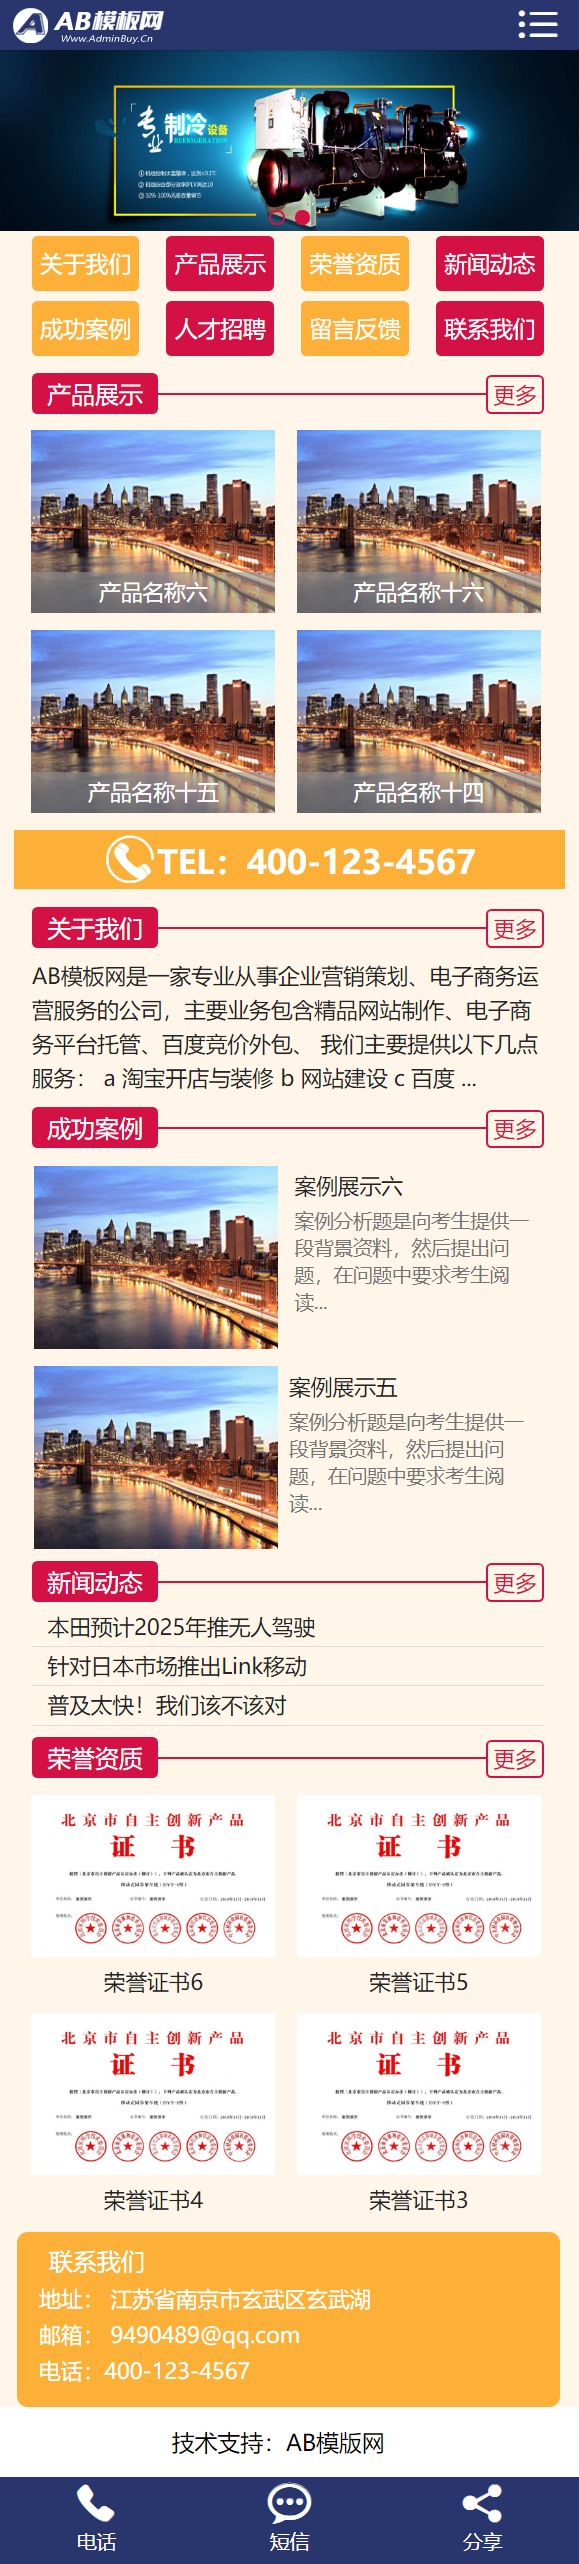 AB模板网
Www.AdminBuy.Cn
专业 制冷设备
REFRIGERATION
关于我们 产品展示 荣誉资质 新闻动态
成功案例 人才招聘 留言反馈 联系我们
产品展示 更多
产品名称六 产品名称十六
产品名称十五 产品名称十四
TEL：400-123-4567
关于我们 更多
AB模板网是一家专业从事企业营销策划、电子商务运
营服务的公司，主要业务包含精品网站制作、电子商
务平台托管、百度竞价外包、 我们主要提供以下几点
服务： a 淘宝开店与装修 b 网站建设 c 百度 ...
成功案例 更多
案例展示六
案例分析题是向考生提供一
段背景资料，然后提出问
题，在问题中要求考生阅
读...
案例展示五
案例分析题是向考生提供一
段背景资料，然后提出问
题，在问题中要求考生阅
读...
新闻动态 更多
本田预计2025年推无人驾驶
针对日本市场推出Link移动
普及太快！我们该不该对
荣誉资质 更多
北京市自主创新产品 北京市自主创新产品
证 书 证 书
荣誉证书6 荣誉证书5
北京市自主创新产品 北京市自主创新产品
证 书 证 书
荣誉证书4 荣誉证书3
联系我们
地址： 江苏省南京市玄武区玄武湖
邮箱： 9490489@qq.com
电话：400-123-4567
技术支持：AB模版网
电话 短信 分享